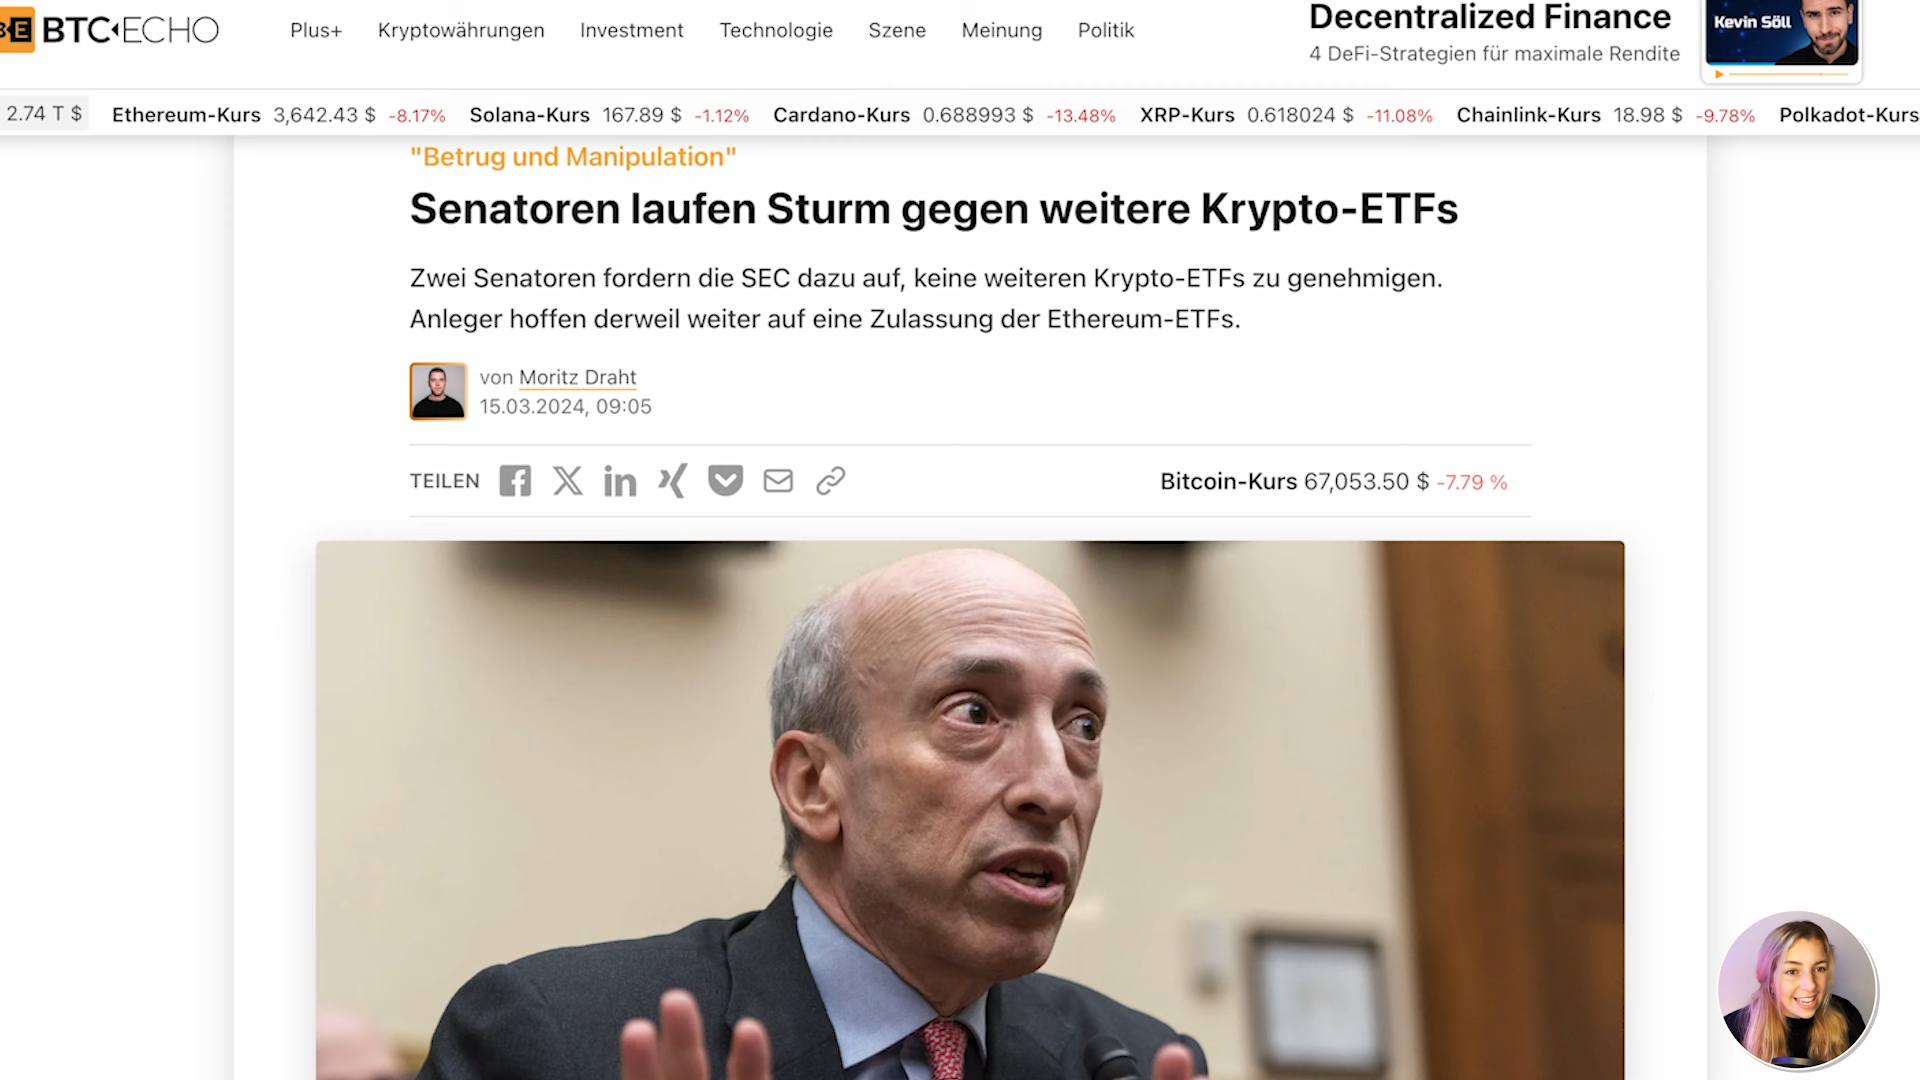 BTC-ECHO
Plus+ Kryptowährungen Investment Technologie Szene Meinung Politik
Decentralized Finance
4 DeFi-Strategien für maximale Rendite
Kevin Söll
2.74 T $ Ethereum-Kurs 3,642.43 $ -8.17% Solana-Kurs 167.89 $ -1.12% Cardano-Kurs 0.688993 $ -13.48% XRP-Kurs 0.618024 $ -11.08% Chainlink-Kurs 18.98 $ -9.78% Polkadot-Kurs
"Betrug und Manipulation"
Senatoren laufen Sturm gegen weitere Krypto-ETFs
Zwei Senatoren fordern die SEC dazu auf, keine weiteren Krypto-ETFs zu genehmigen.
Anleger hoffen derweil weiter auf eine Zulassung der Ethereum-ETFs.
von Moritz Draht
15.03.2024, 09:05
TEILEN
Bitcoin-Kurs 67,053.50 $ -7.79 %